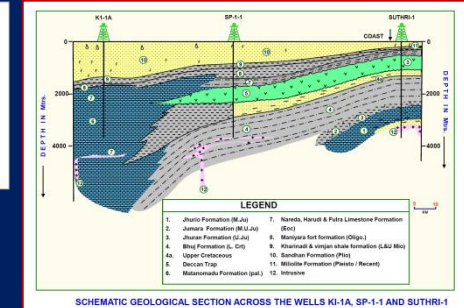 K1-1A
SP-1-1
SUTHRI-1
COAST
0
2000
4000
DEPTH IN Mtrs.
0
2000
4000
DEPTH IN Mtrs.
LEGEND
1. Jhurio Formation (M.Ju)
2. Jumara Formation (M.U.Ju)
3. Jhuran Formation (U.Ju)
4. Bhuj Formation (L. Crt)
4a. Upper Cretaceous
5. Deccan Trap
6. Matanomadu Formation (pal.)
7. Nareda, Harudi & Fulra Limestone Formation (Eoc)
8. Maniyara fort formation (Oligo.)
9. Kharinadi & vinjan shale formation (L&U Mio)
10. Sandhan Formation (Plio)
11. Miliolite Formation (Pleisto / Recent)
12. Intrusive
KM
SCHEMATIC GEOLOGICAL SECTION ACROSS THE WELLS KI-1A, SP-1-1 AND SUTHRI-1